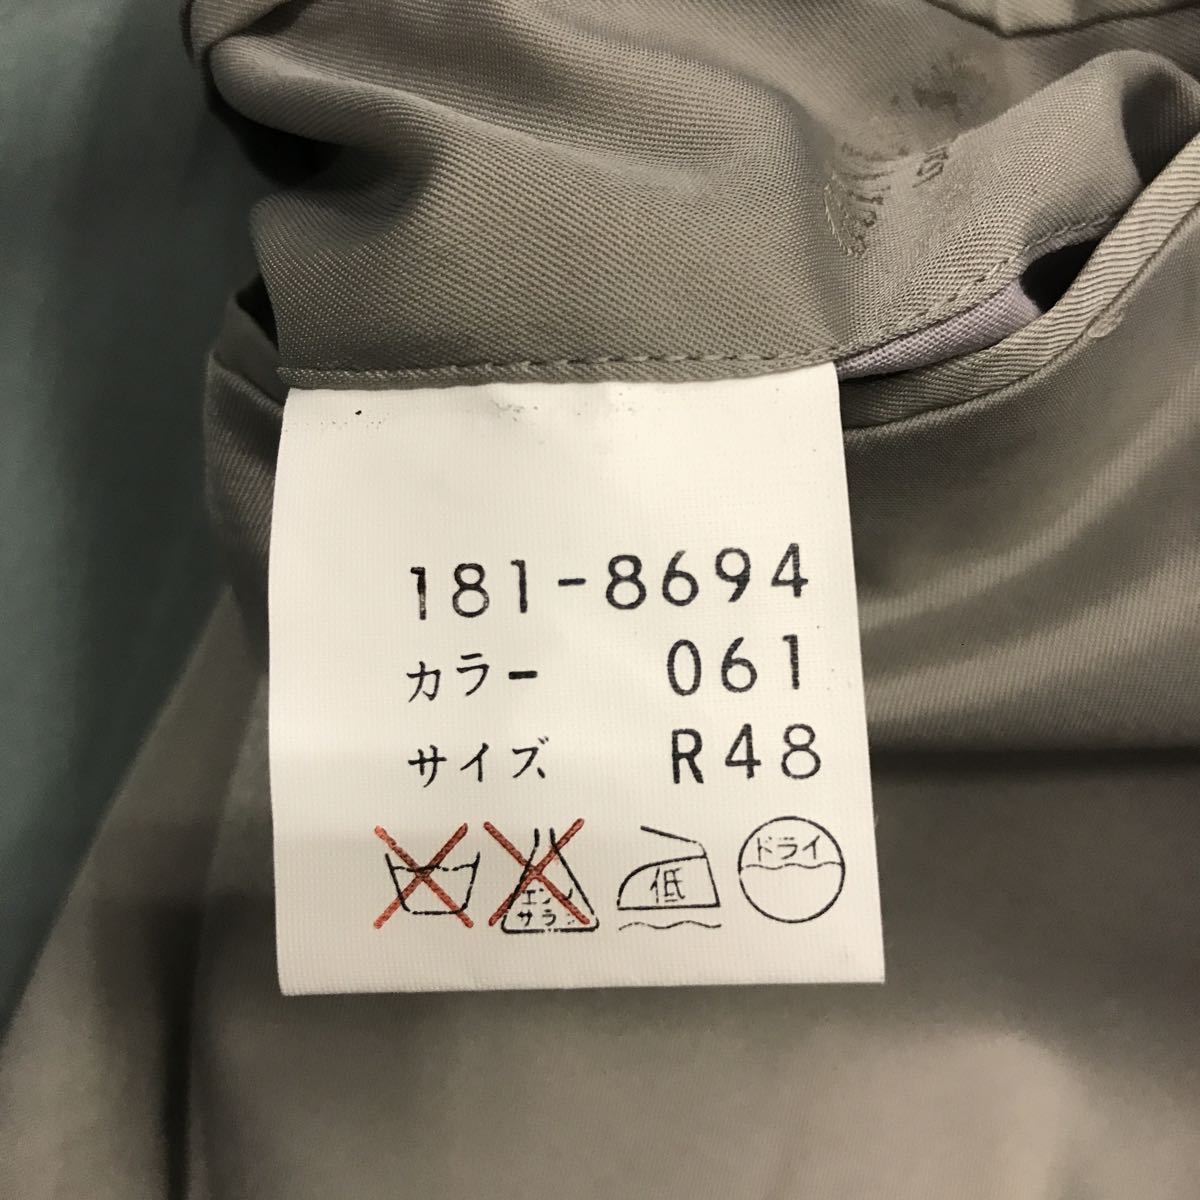 181-8694
カラー 061
サイズ R48
エンソ
サラシ
低
ドライ